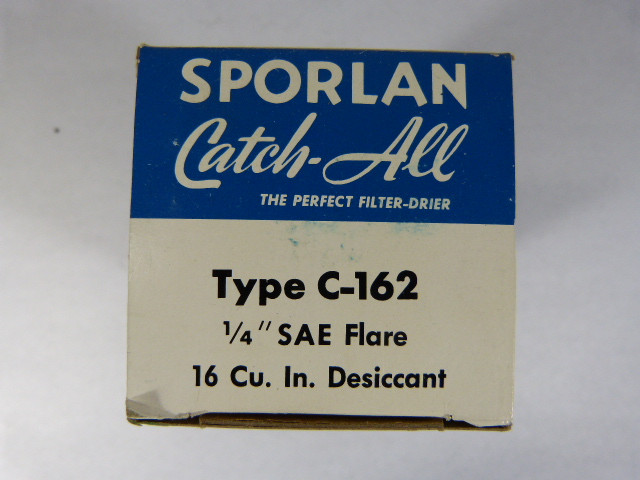 SPORLAN
Catch-All
THE PERFECT FILTER-DRIER
Type C-162
1/4" SAE Flare
16 Cu. In. Desiccant